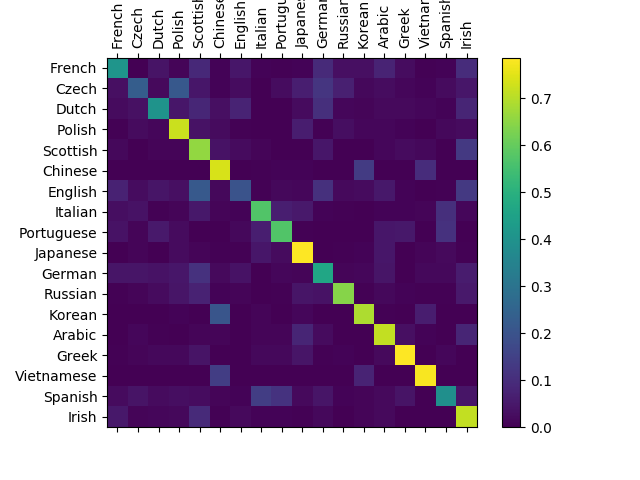 French Czech Dutch Polish Scottish Chinese English Italian Portugu Japanes German Russian Korean Arabic Greek Vietnam Spanish Irish
French
Czech
Dutch
Polish
Scottish
Chinese
English
Italian
Portuguese
Japanese
German
Russian
Korean
Arabic
Greek
Vietnamese
Spanish
Irish
0.7
0.6
0.5
0.4
0.3
0.2
0.1
0.0